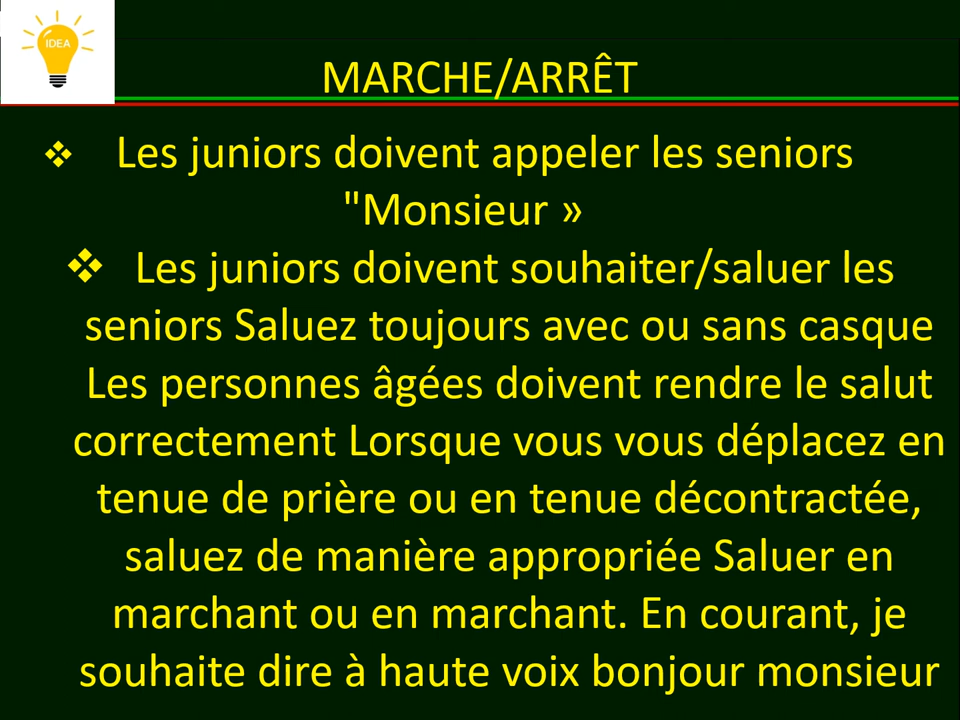 IDEA
MARCHE/ARRÊT
❖ Les juniors doivent appeler les seniors
"Monsieur »
❖ Les juniors doivent souhaiter/saluer les
seniors Saluez toujours avec ou sans casque
Les personnes âgées doivent rendre le salut
correctement Lorsque vous vous déplacez en
tenue de prière ou en tenue décontractée,
saluez de manière appropriée Saluer en
marchant ou en marchant. En courant, je
souhaite dire à haute voix bonjour monsieur